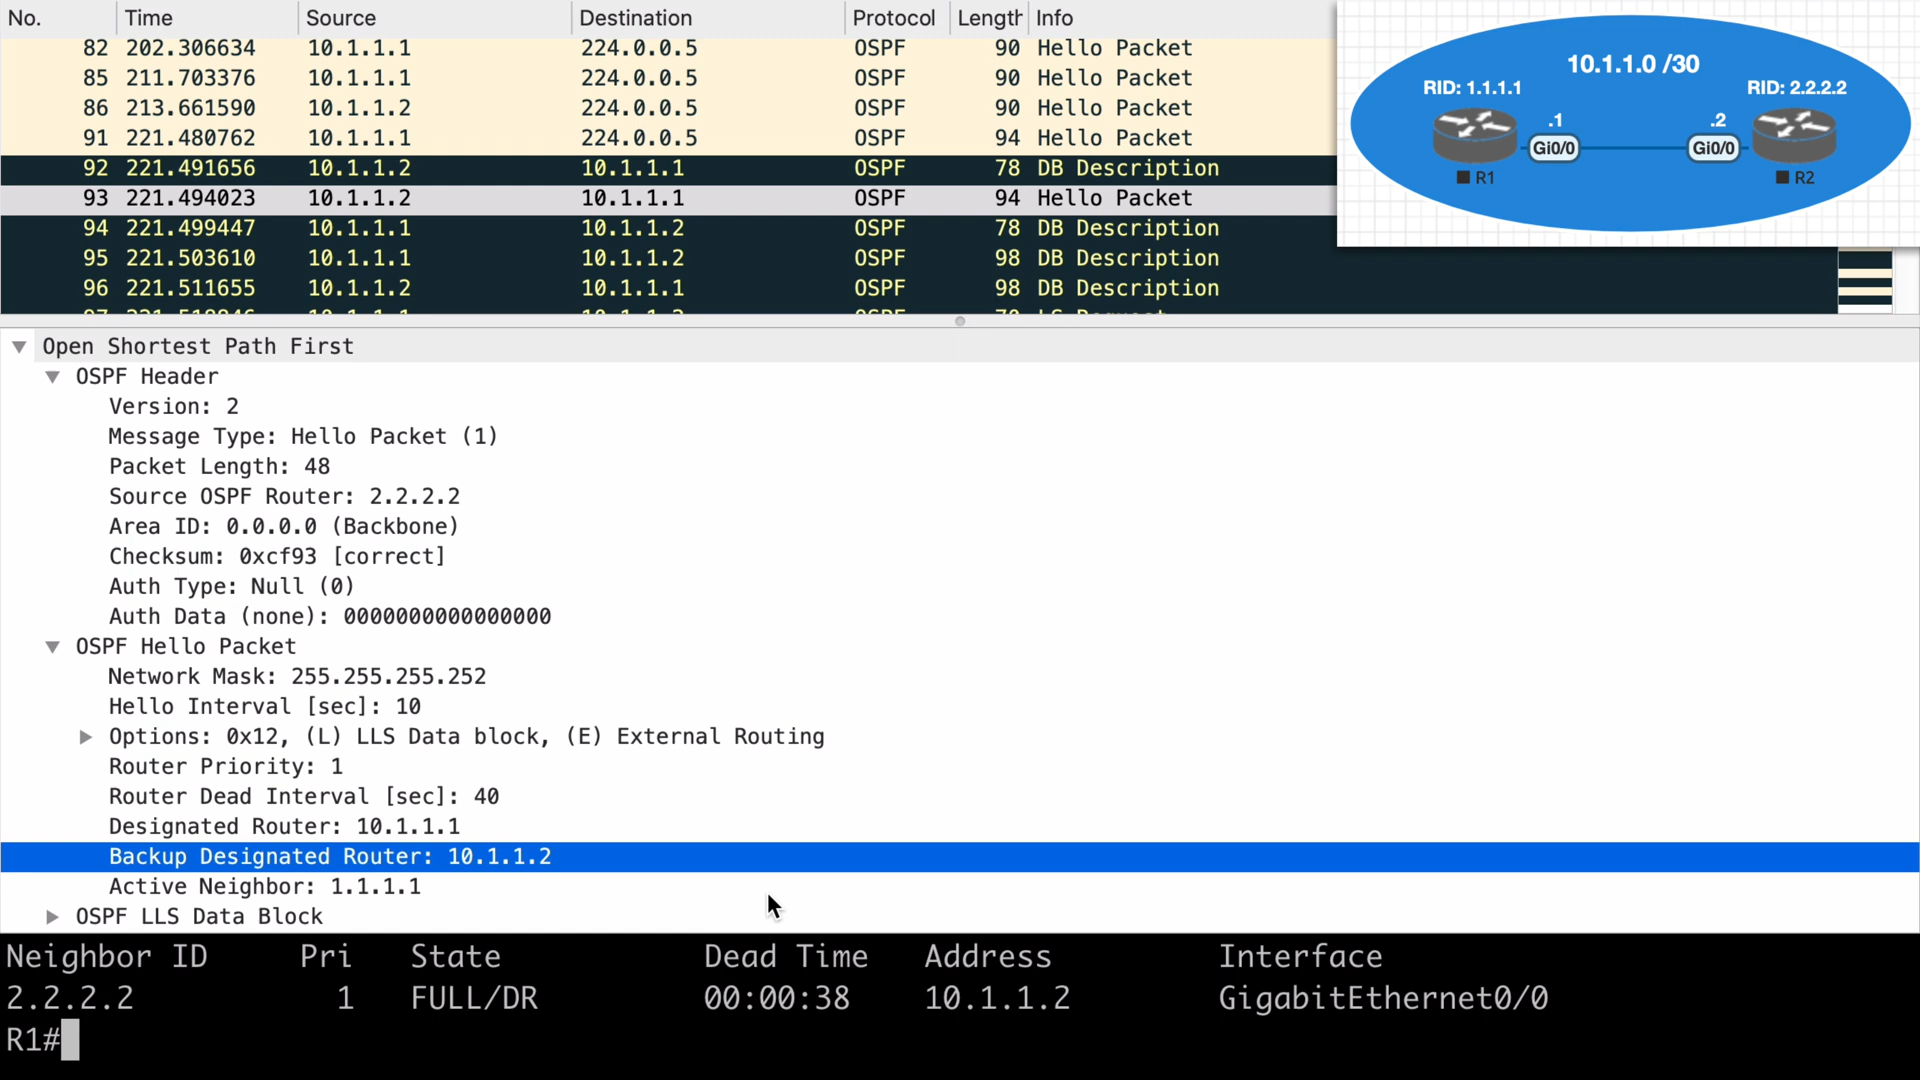 No. Time Source Destination Protocol Length Info
82 202.306634 10.1.1.1 224.0.0.5 OSPF 90 Hello Packet
85 211.703376 10.1.1.1 224.0.0.5 OSPF 90 Hello Packet
86 213.661590 10.1.1.2 224.0.0.5 OSPF 90 Hello Packet
91 221.480762 10.1.1.1 224.0.0.5 OSPF 94 Hello Packet
92 221.491656 10.1.1.2 10.1.1.1 OSPF 78 DB Description
93 221.494023 10.1.1.2 10.1.1.1 OSPF 94 Hello Packet
94 221.499447 10.1.1.1 10.1.1.2 OSPF 78 DB Description
95 221.503610 10.1.1.1 10.1.1.2 OSPF 98 DB Description
96 221.511655 10.1.1.2 10.1.1.1 OSPF 98 DB Description
10.1.1.0 /30
RID: 1.1.1.1 RID: 2.2.2.2
.1 .2
Gi0/0 Gi0/0
R1 R2
Open Shortest Path First
OSPF Header
Version: 2
Message Type: Hello Packet (1)
Packet Length: 48
Source OSPF Router: 2.2.2.2
Area ID: 0.0.0.0 (Backbone)
Checksum: 0xcf93 [correct]
Auth Type: Null (0)
Auth Data (none): 0000000000000000
OSPF Hello Packet
Network Mask: 255.255.255.252
Hello Interval [sec]: 10
Options: 0x12, (L) LLS Data block, (E) External Routing
Router Priority: 1
Router Dead Interval [sec]: 40
Designated Router: 10.1.1.1
Backup Designated Router: 10.1.1.2
Active Neighbor: 1.1.1.1
OSPF LLS Data Block
Neighbor ID Pri State Dead Time Address Interface
2.2.2.2 1 FULL/DR 00:00:38 10.1.1.2 GigabitEthernet0/0
R1#